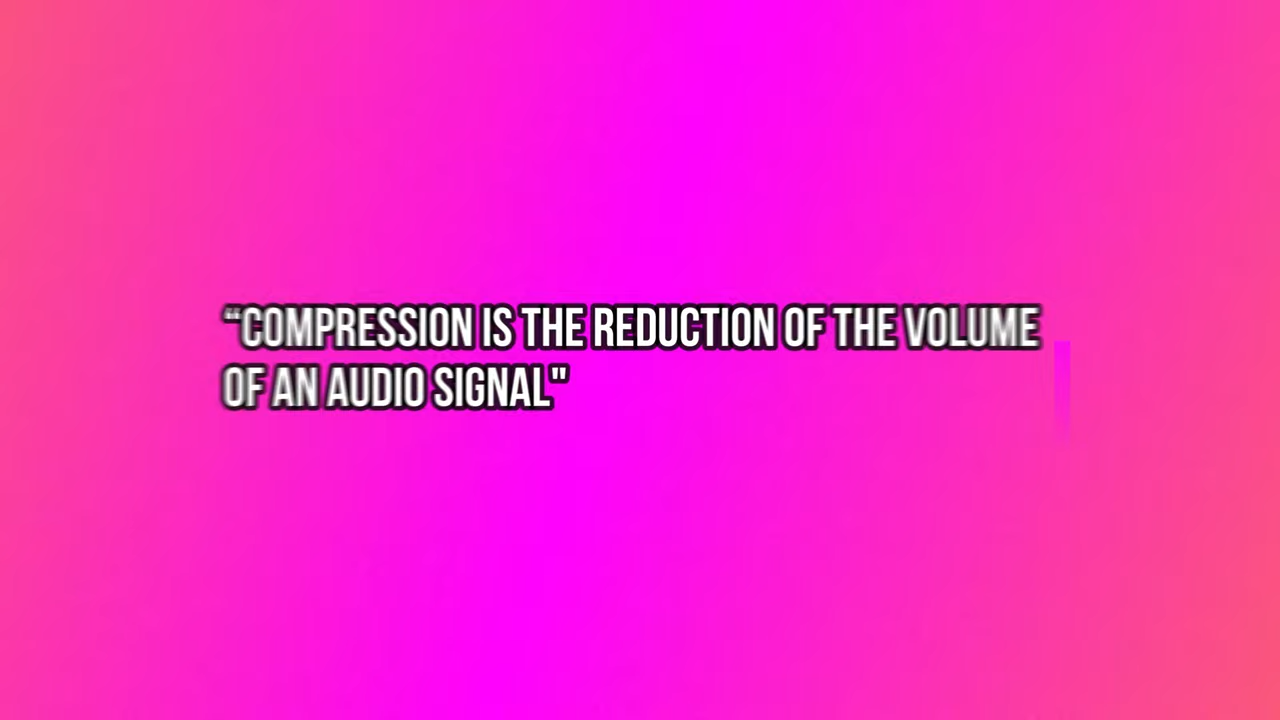 “COMPRESSION IS THE REDUCTION OF THE VOLUME
OF AN AUDIO SIGNAL"